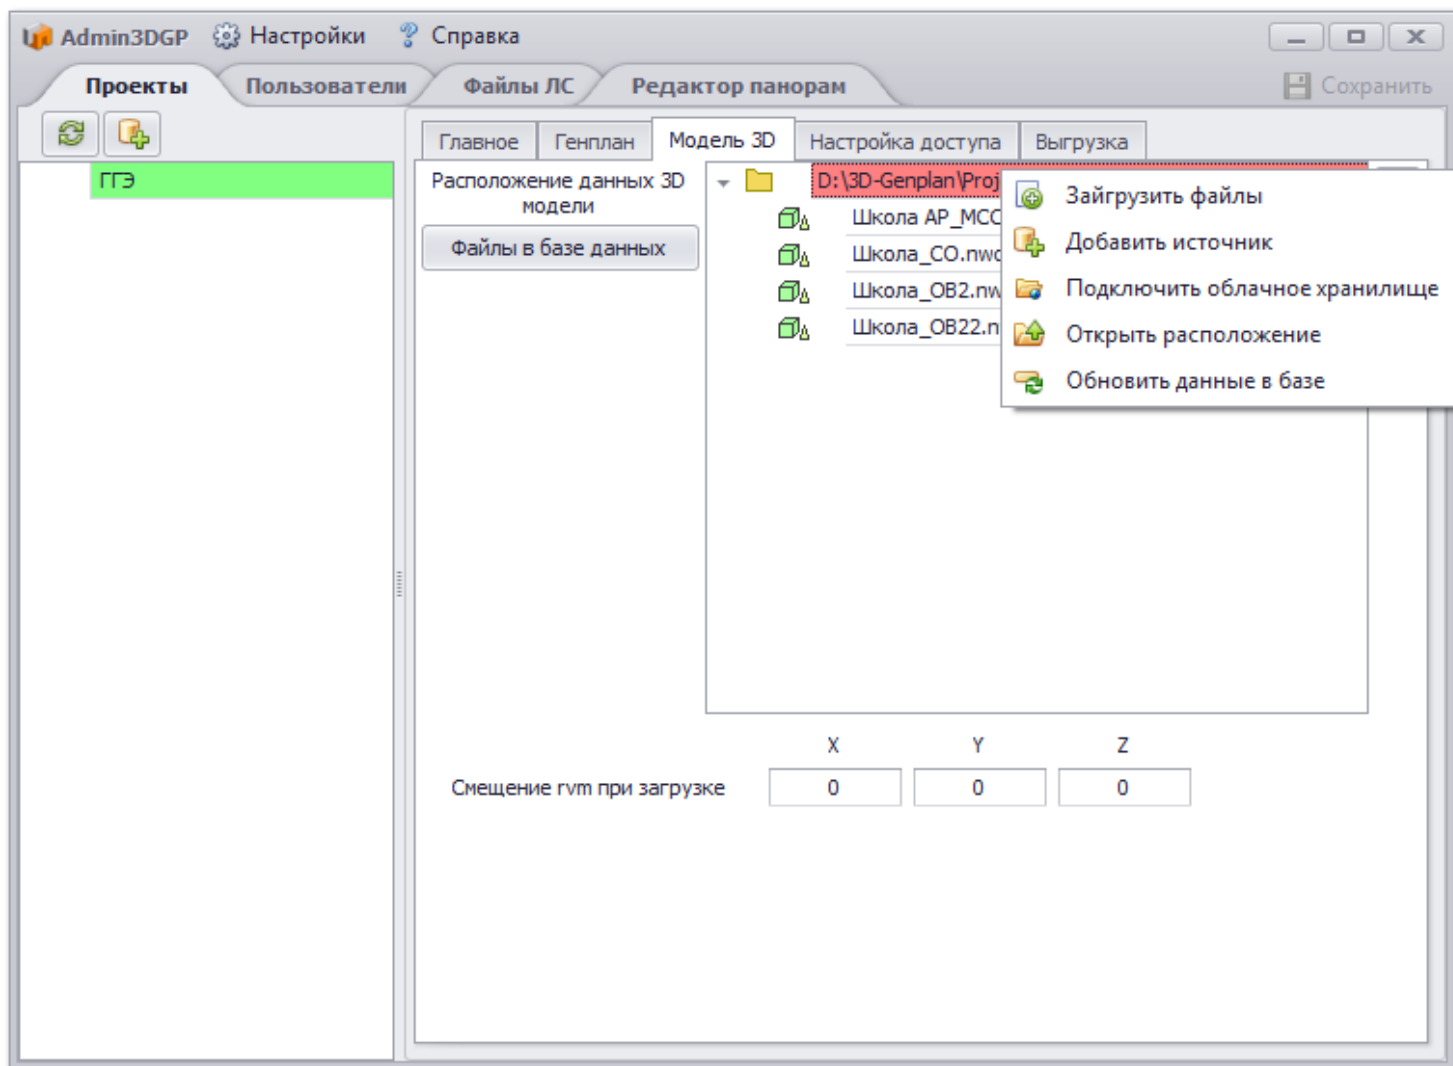 Admin3DGP Настройки Справка
Проекты Пользователи Файлы ЛС Редактор панорам Сохранить
Главное Генплан Модель 3D Настройка доступа Выгрузка
ГГЭ
Расположение данных 3D
модели
Файлы в базе данных
D:\3D-Genplan\Proj
Школа АР_МСС
Школа_СО.nwc
Школа_ОВ2.nw
Школа_ОВ22.n
Зайгрузить файлы
Добавить источник
Подключить облачное хранилище
Открыть расположение
Обновить данные в базе
X Y Z
Смещение rvm при загрузке 0 0 0